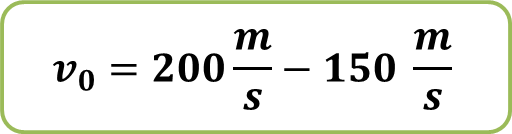 v₀ = 200 m/s − 150 m/s